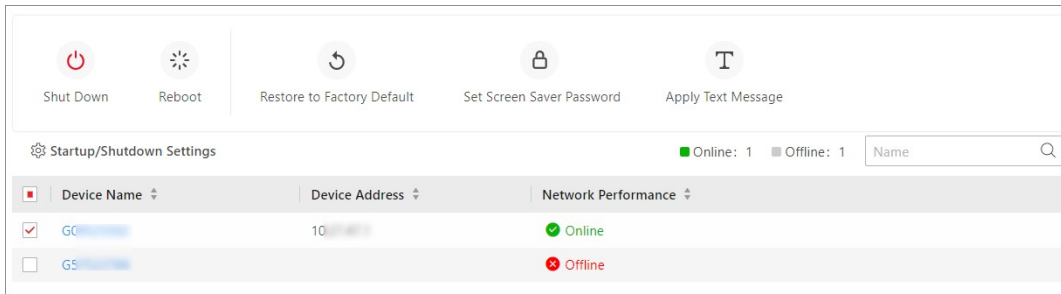 Shut Down
Reboot
Restore to Factory Default
Set Screen Saver Password
Apply Text Message
Startup/Shutdown Settings
Online: 1
Offline: 1
Name
Device Name
Device Address
Network Performance
Online
Offline